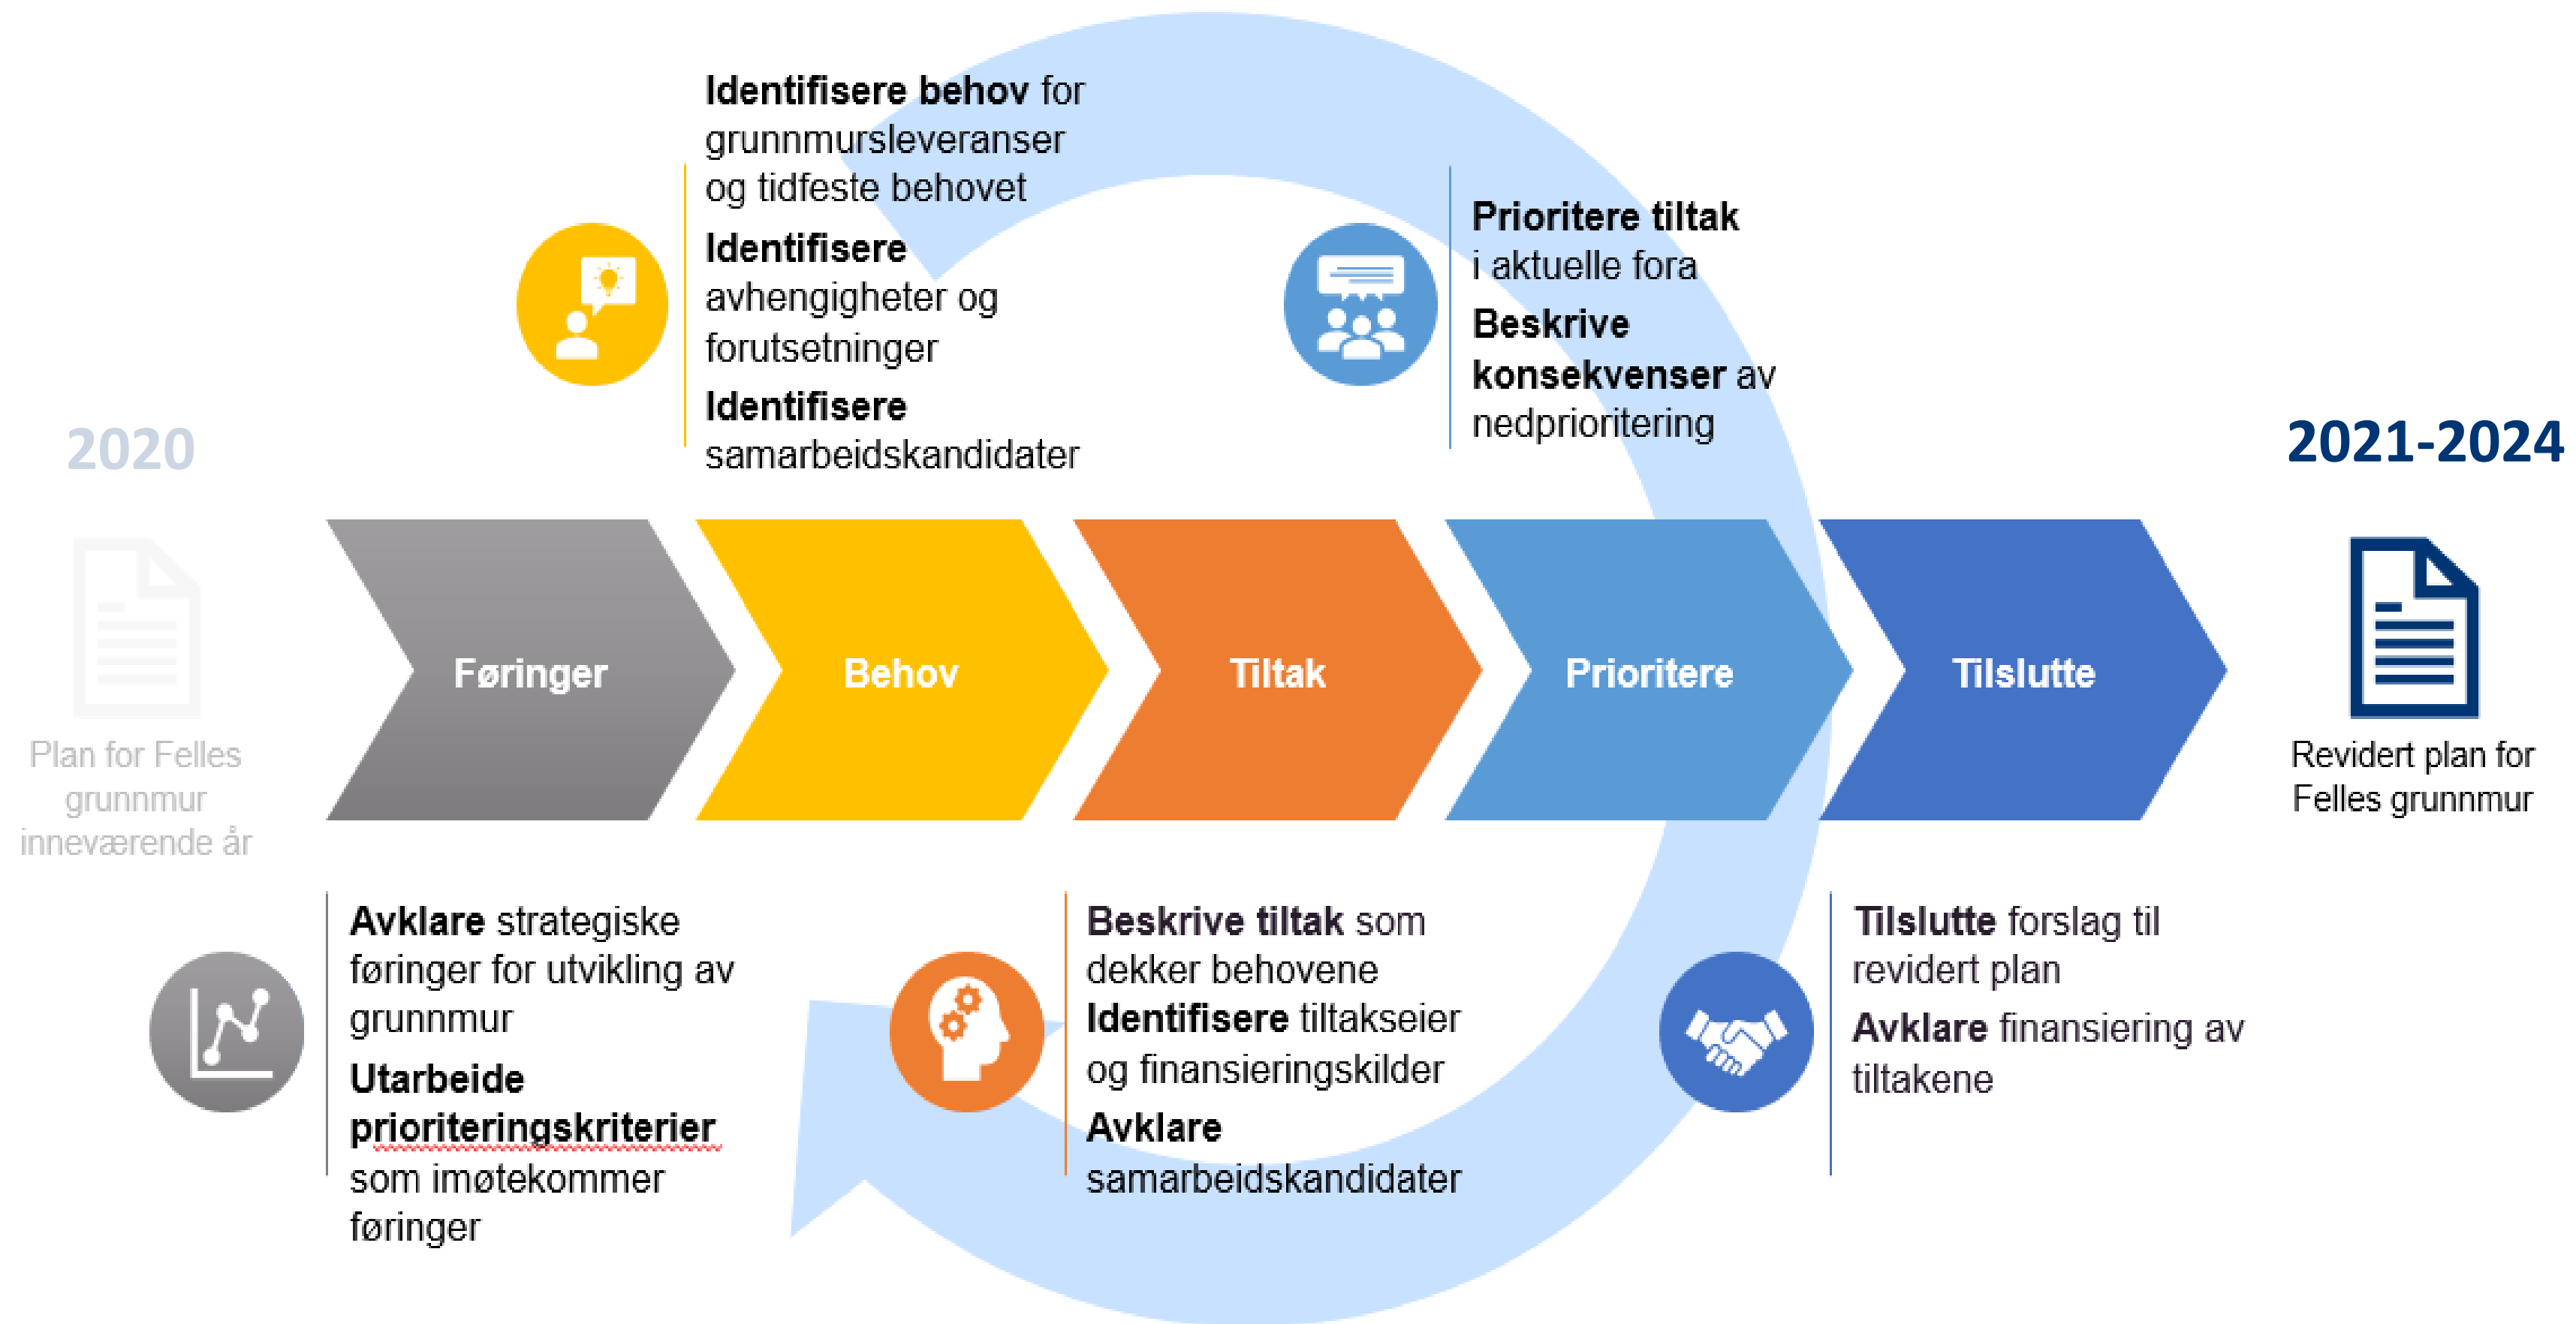 2020
Plan for Felles
grunnmur
inneværende år
Identifisere behov for
grunnmursleveranser
og tidfeste behovet
Identifisere
avhengigheter og
forutsetninger
Identifisere
samarbeidskandidater
Prioritere tiltak
i aktuelle fora
Beskrive
konsekvenser av
nedprioritering
Føringer
Behov
Tiltak
Prioritere
Tilslutte
Avklare strategiske
føringer for utvikling av
grunnmur
Utarbeide
prioriteringskriterier
som imøtekommer
føringer
Beskrive tiltak som
dekker behovene
Identifisere tiltakseier
og finansieringskilder
Avklare
samarbeidskandidater
Tilslutte forslag til
revidert plan
Avklare finansiering av
tiltakene
2021-2024
Revidert plan for
Felles grunnmur